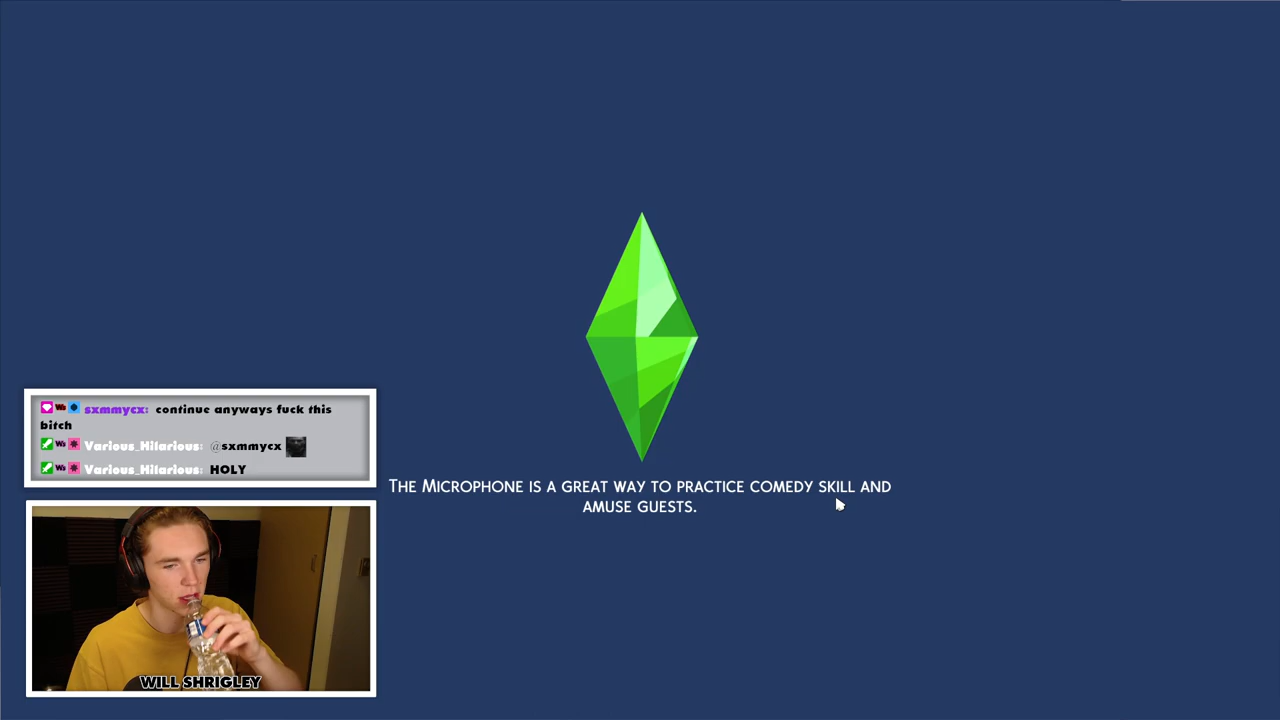 sxmmycx: continue anyways fuck this
bitch
Various_Hilarious: @sxmmycx
Various_Hilarious: HOLY
THE MICROPHONE IS A GREAT WAY TO PRACTICE COMEDY SKILL AND
AMUSE GUESTS.
WILL SHRIGLEY